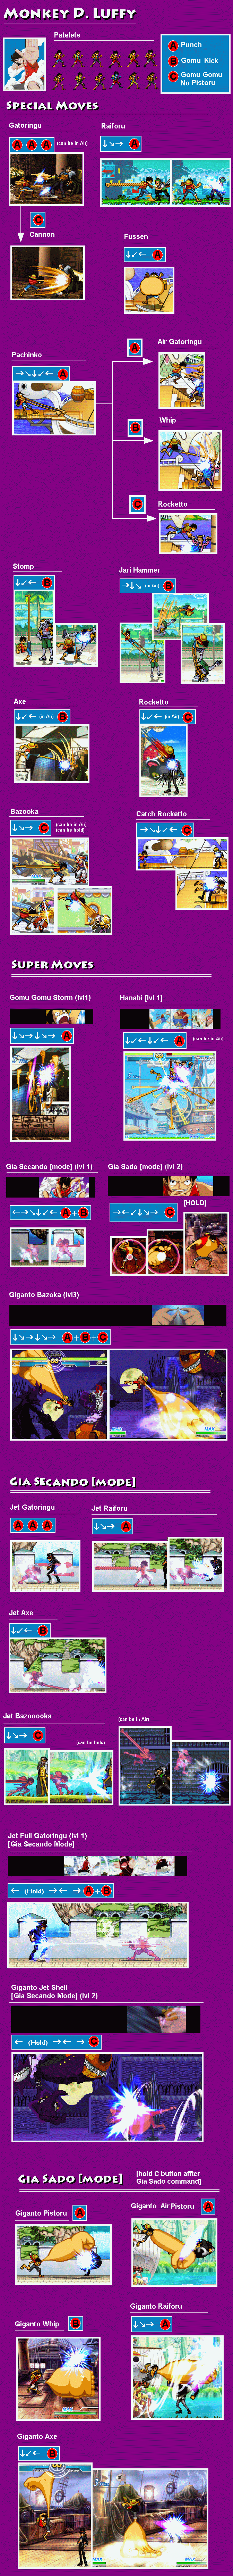 Monkey D. Luffy
Patelets
A Punch
B Gomu Kick
C Gomu Gomu
No Pistoru
Special Moves
Gatoringu
A A A (can be in Air)
Raiforu
↓↘→ A
C
Cannon
Fussen
↓↙← A
Pachinko
→↘↓↙← A
A
Air Gatoringu
B
Whip
C
Rocketto
Stomp
↓↙← B
Jari Hammer
→↓↘ (in Air) B
Axe
↓↙← (in Air) B
Rocketto
↓↙← (in Air) C
Bazooka
↓↘→ C
(can be in Air)
(can be hold)
Catch Rocketto
→↘↓↙← C
Super Moves
Gomu Gomu Storm (lvl1)
↓↘→ ↓↘→ A
Hanabi [lvl 1]
↓↙← ↓↙← A
(can be in Air)
Gia Secando [mode] (lvl 1)
←→↘↓↙← A+B
Gia Sado [mode] (lvl 2)
→←↙↓↘→ C
[HOLD]
Giganto Bazoka (lvl3)
↓↘→ ↓↘→ A+B+C
Gia Secando [mode]
Jet Gatoringu
A A A
Jet Raiforu
↓↘→ A
Jet Axe
↓↙← B
Jet Bazooooka
↓↘→ C
(can be hold)
(can be in Air)
Jet Full Gatoringu (lvl 1)
[Gia Secando Mode]
← (Hold) →←→ A+B
Giganto Jet Shell
[Gia Secando Mode] (lvl 2)
← (Hold) →←→ C
Gia Sado [mode]
[hold C button affter
Gia Sado command]
Giganto Pistoru
A
Giganto Air Pistoru
A
Giganto Whip
B
Giganto Raiforu
↓↘→ A
Giganto Axe
↓↙← B